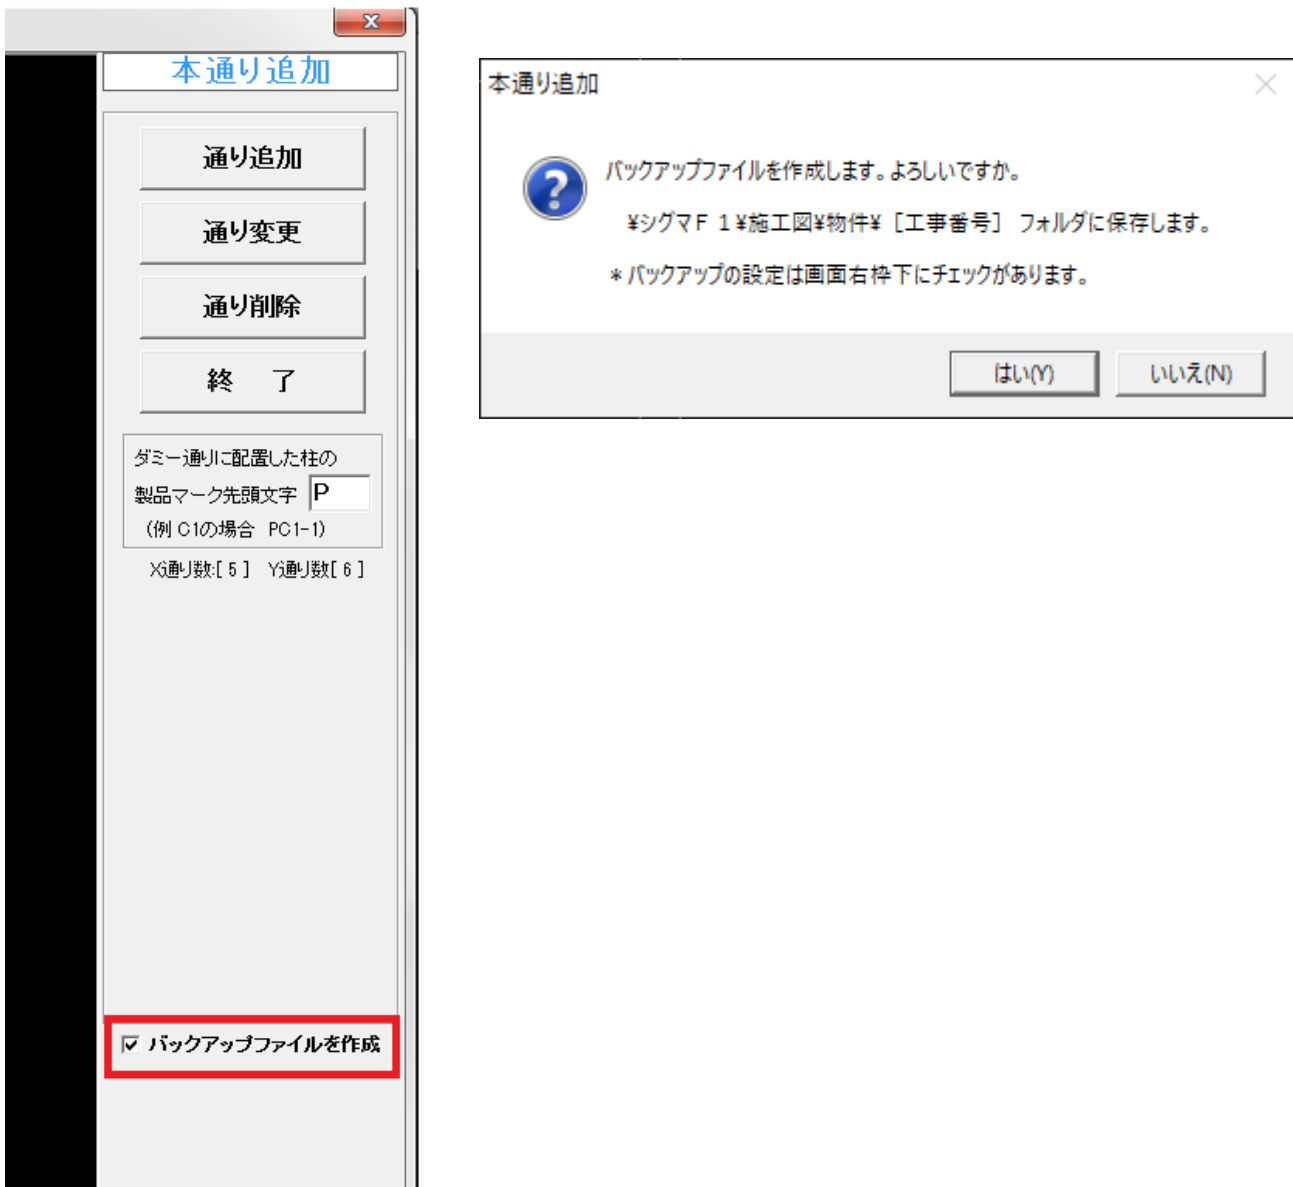 本通り追加
通り追加
通り変更
通り削除
終　了
ダミー通りに配置した柱の
製品マーク先頭文字 P
(例 C1の場合 PC1-1)
X通り数:[ 5 ] Y通り数[ 6 ]
バックアップファイルを作成
本通り追加
バックアップファイルを作成します。よろしいですか。
¥シグマF 1¥施工図¥物件¥ [工事番号] フォルダに保存します。
*バックアップの設定は画面右枠下にチェックがあります。
はい(Y)
いいえ(N)